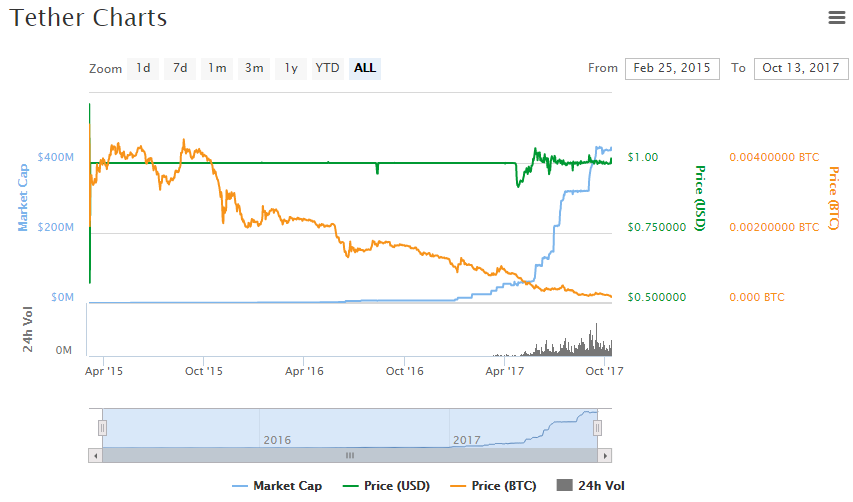 Tether Charts
Zoom 1d 7d 1m 3m 1y YTD ALL From Feb 25, 2015 To Oct 13, 2017
Market Cap
$400M
$200M
$0M
$1.00
$0.750000
$0.500000
Price (USD)
0.00400000 BTC
0.00200000 BTC
0.000 BTC
Price (BTC)
24h Vol
0M
Apr '15 Oct '15 Apr '16 Oct '16 Apr '17 Oct '17
2016 2017
Market Cap Price (USD) Price (BTC) 24h Vol